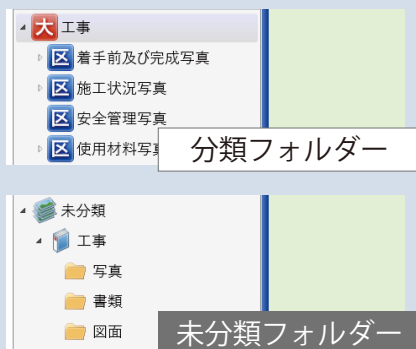 大 工事
区 着手前及び完成写真
区 施工状況写真
区 安全管理写真
区 使用材料写真
分類フォルダー
未分類
工事
写真
書類
図面
未分類フォルダー